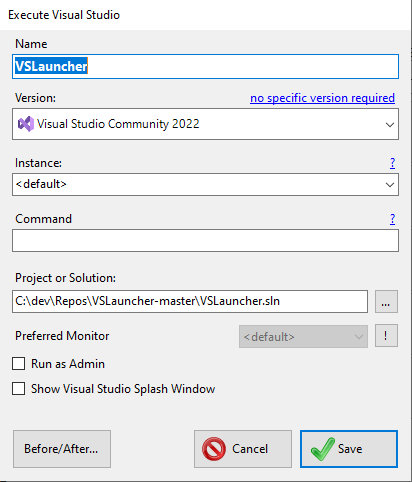 Execute Visual Studio
Name
VSLauncher
Version: no specific version required
Visual Studio Community 2022
Instance: ?
<default>
Command ?
Project or Solution:
C:\dev\Repos\VSLauncher-master\VSLauncher.sln ...
Preferred Monitor <default> !
Run as Admin
Show Visual Studio Splash Window
Before/After... Cancel Save